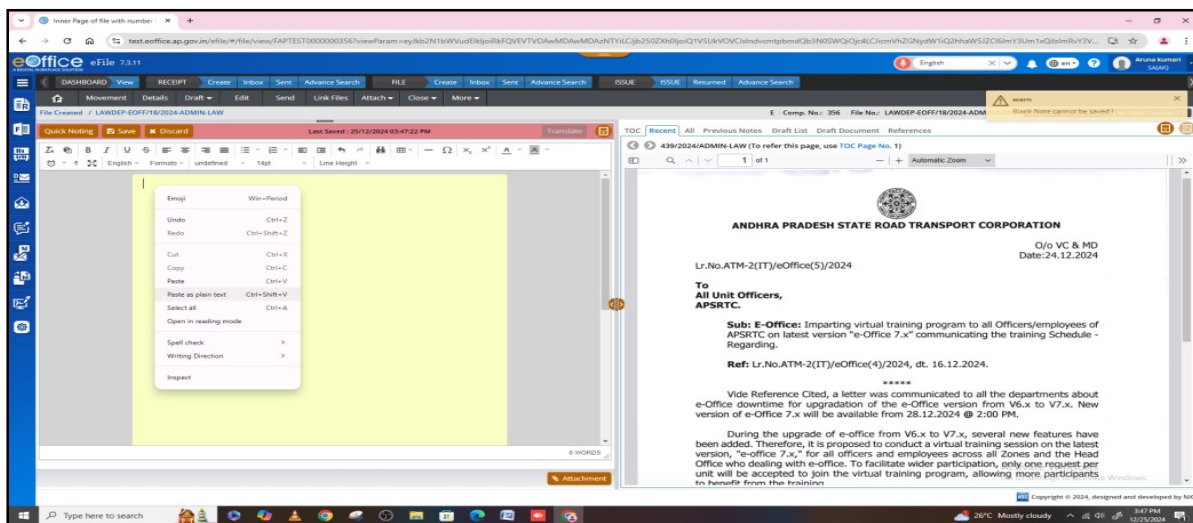 Inner Page of file with number
test.eoffice.ap.gov.in/efile/#/file/view/
eOffice eFile 7.3.11
A DIGITAL WORKPLACE SOLUTION
English
en
Aruna kumari
SA(AK)
DASHBOARD View RECEIPT Create Inbox Sent Advance Search FILE Create Inbox Sent Advance Search ISSUE ISSUE Returned Advance Search
Movement Details Draft Edit Send Link Files Attach Close More
warn
Blank Note cannot be saved !
File Created / LAWDEP-EOFF/18/2024-ADMIN-LAW
E Comp. No.: 356 File No.: LAWDEP-EOFF/18/2024-ADM
Quick Noting Save Discard Last Saved : 25/12/2024 03:47:22 PM Translate
English Formats undefined 14pt Line Height
Emoji Win+Period
Undo Ctrl+Z
Redo Ctrl+Shift+Z
Cut Ctrl+X
Copy Ctrl+C
Paste Ctrl+V
Paste as plain text Ctrl+Shift+V
Select all Ctrl+A
Open in reading mode
Spell check
Writing Direction
Inspect
0 WORDS
Attachment
TOC Recent All Previous Notes Draft List Draft Document References
439/2024/ADMIN-LAW (To refer this page, use TOC Page No. 1)
1 of 1 Automatic Zoom
ANDHRA PRADESH STATE ROAD TRANSPORT CORPORATION
O/o VC & MD
Date:24.12.2024
Lr.No.ATM-2(IT)/eOffice(5)/2024
To
All Unit Officers,
APSRTC.
Sub: E-Office: Imparting virtual training program to all Officers/employees of
APSRTC on latest version "e-Office 7.x" communicating the training Schedule -
Regarding.
Ref: Lr.No.ATM-2(IT)/eOffice(4)/2024, dt. 16.12.2024.
*****
Vide Reference Cited, a letter was communicated to all the departments about
e-Office downtime for upgradation of the e-Office version from V6.x to V7.x. New
version of e-Office 7.x will be available from 28.12.2024 @ 2:00 PM.
During the upgrade of e-office from V6.x to V7.x, several new features have
been added. Therefore, it is proposed to conduct a virtual training session on the latest
version, "e-office 7.x," for all officers and employees across all Zones and the Head
Office who dealing with e-office. To facilitate wider participation, only one request per
unit will be accepted to join the virtual training program, allowing more participants
to benefit from the training
Copyright © 2024, designed and developed by NIC
Type here to search
26°C Mostly cloudy
3:47 PM
12/25/2024